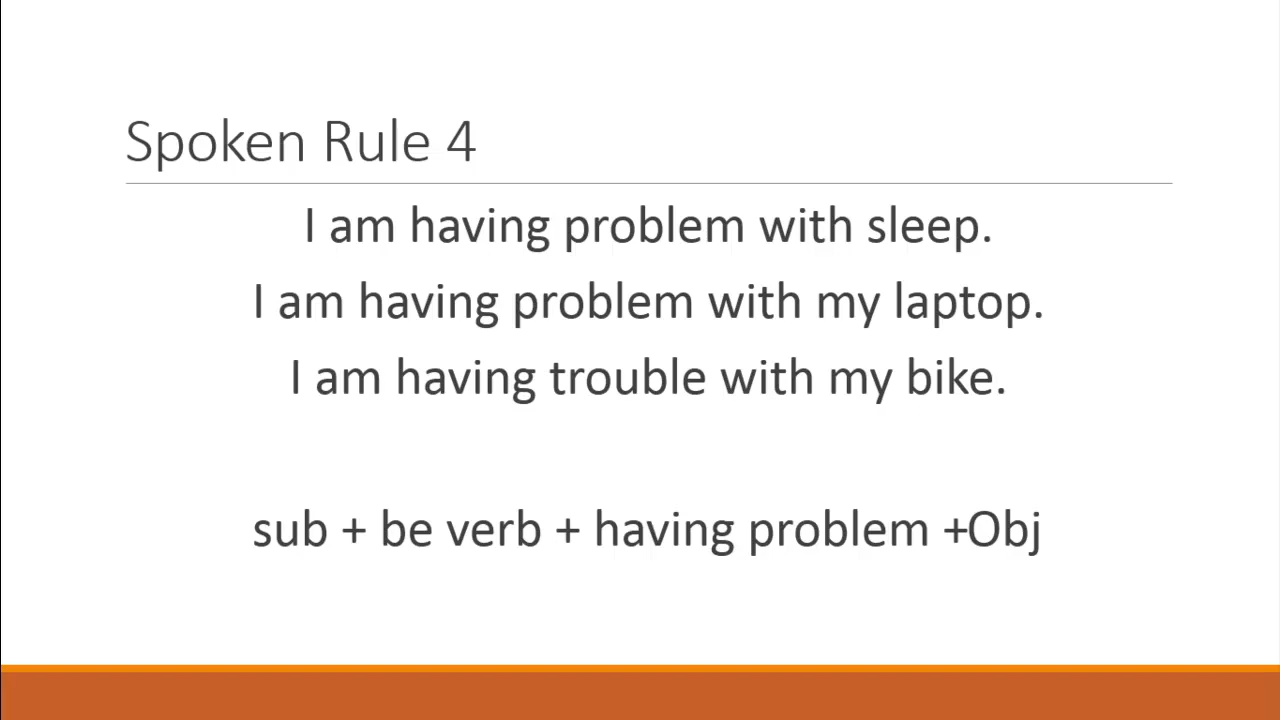 Spoken Rule 4
I am having problem with sleep.
I am having problem with my laptop.
I am having trouble with my bike.
sub + be verb + having problem +Obj